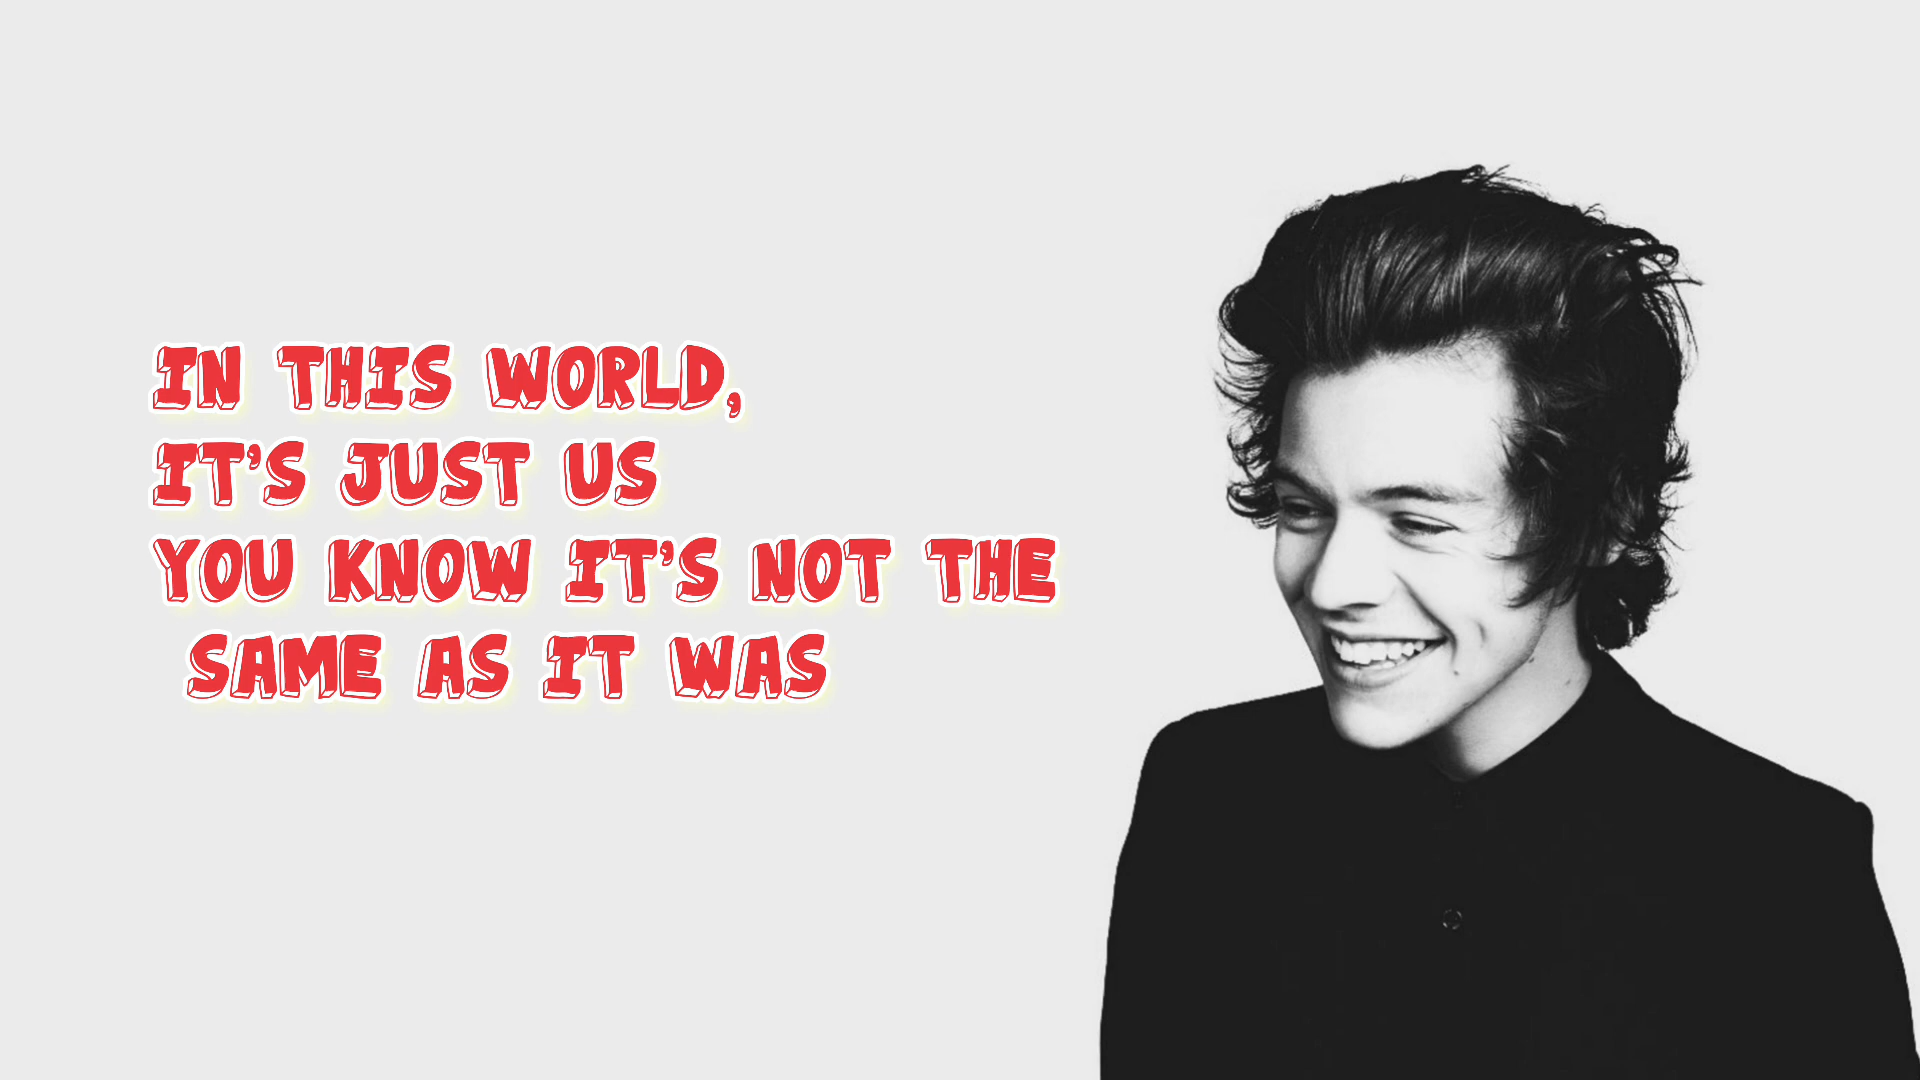 IN THIS WORLD,
IT'S JUST US
YOU KNOW IT'S NOT THE
SAME AS IT WAS